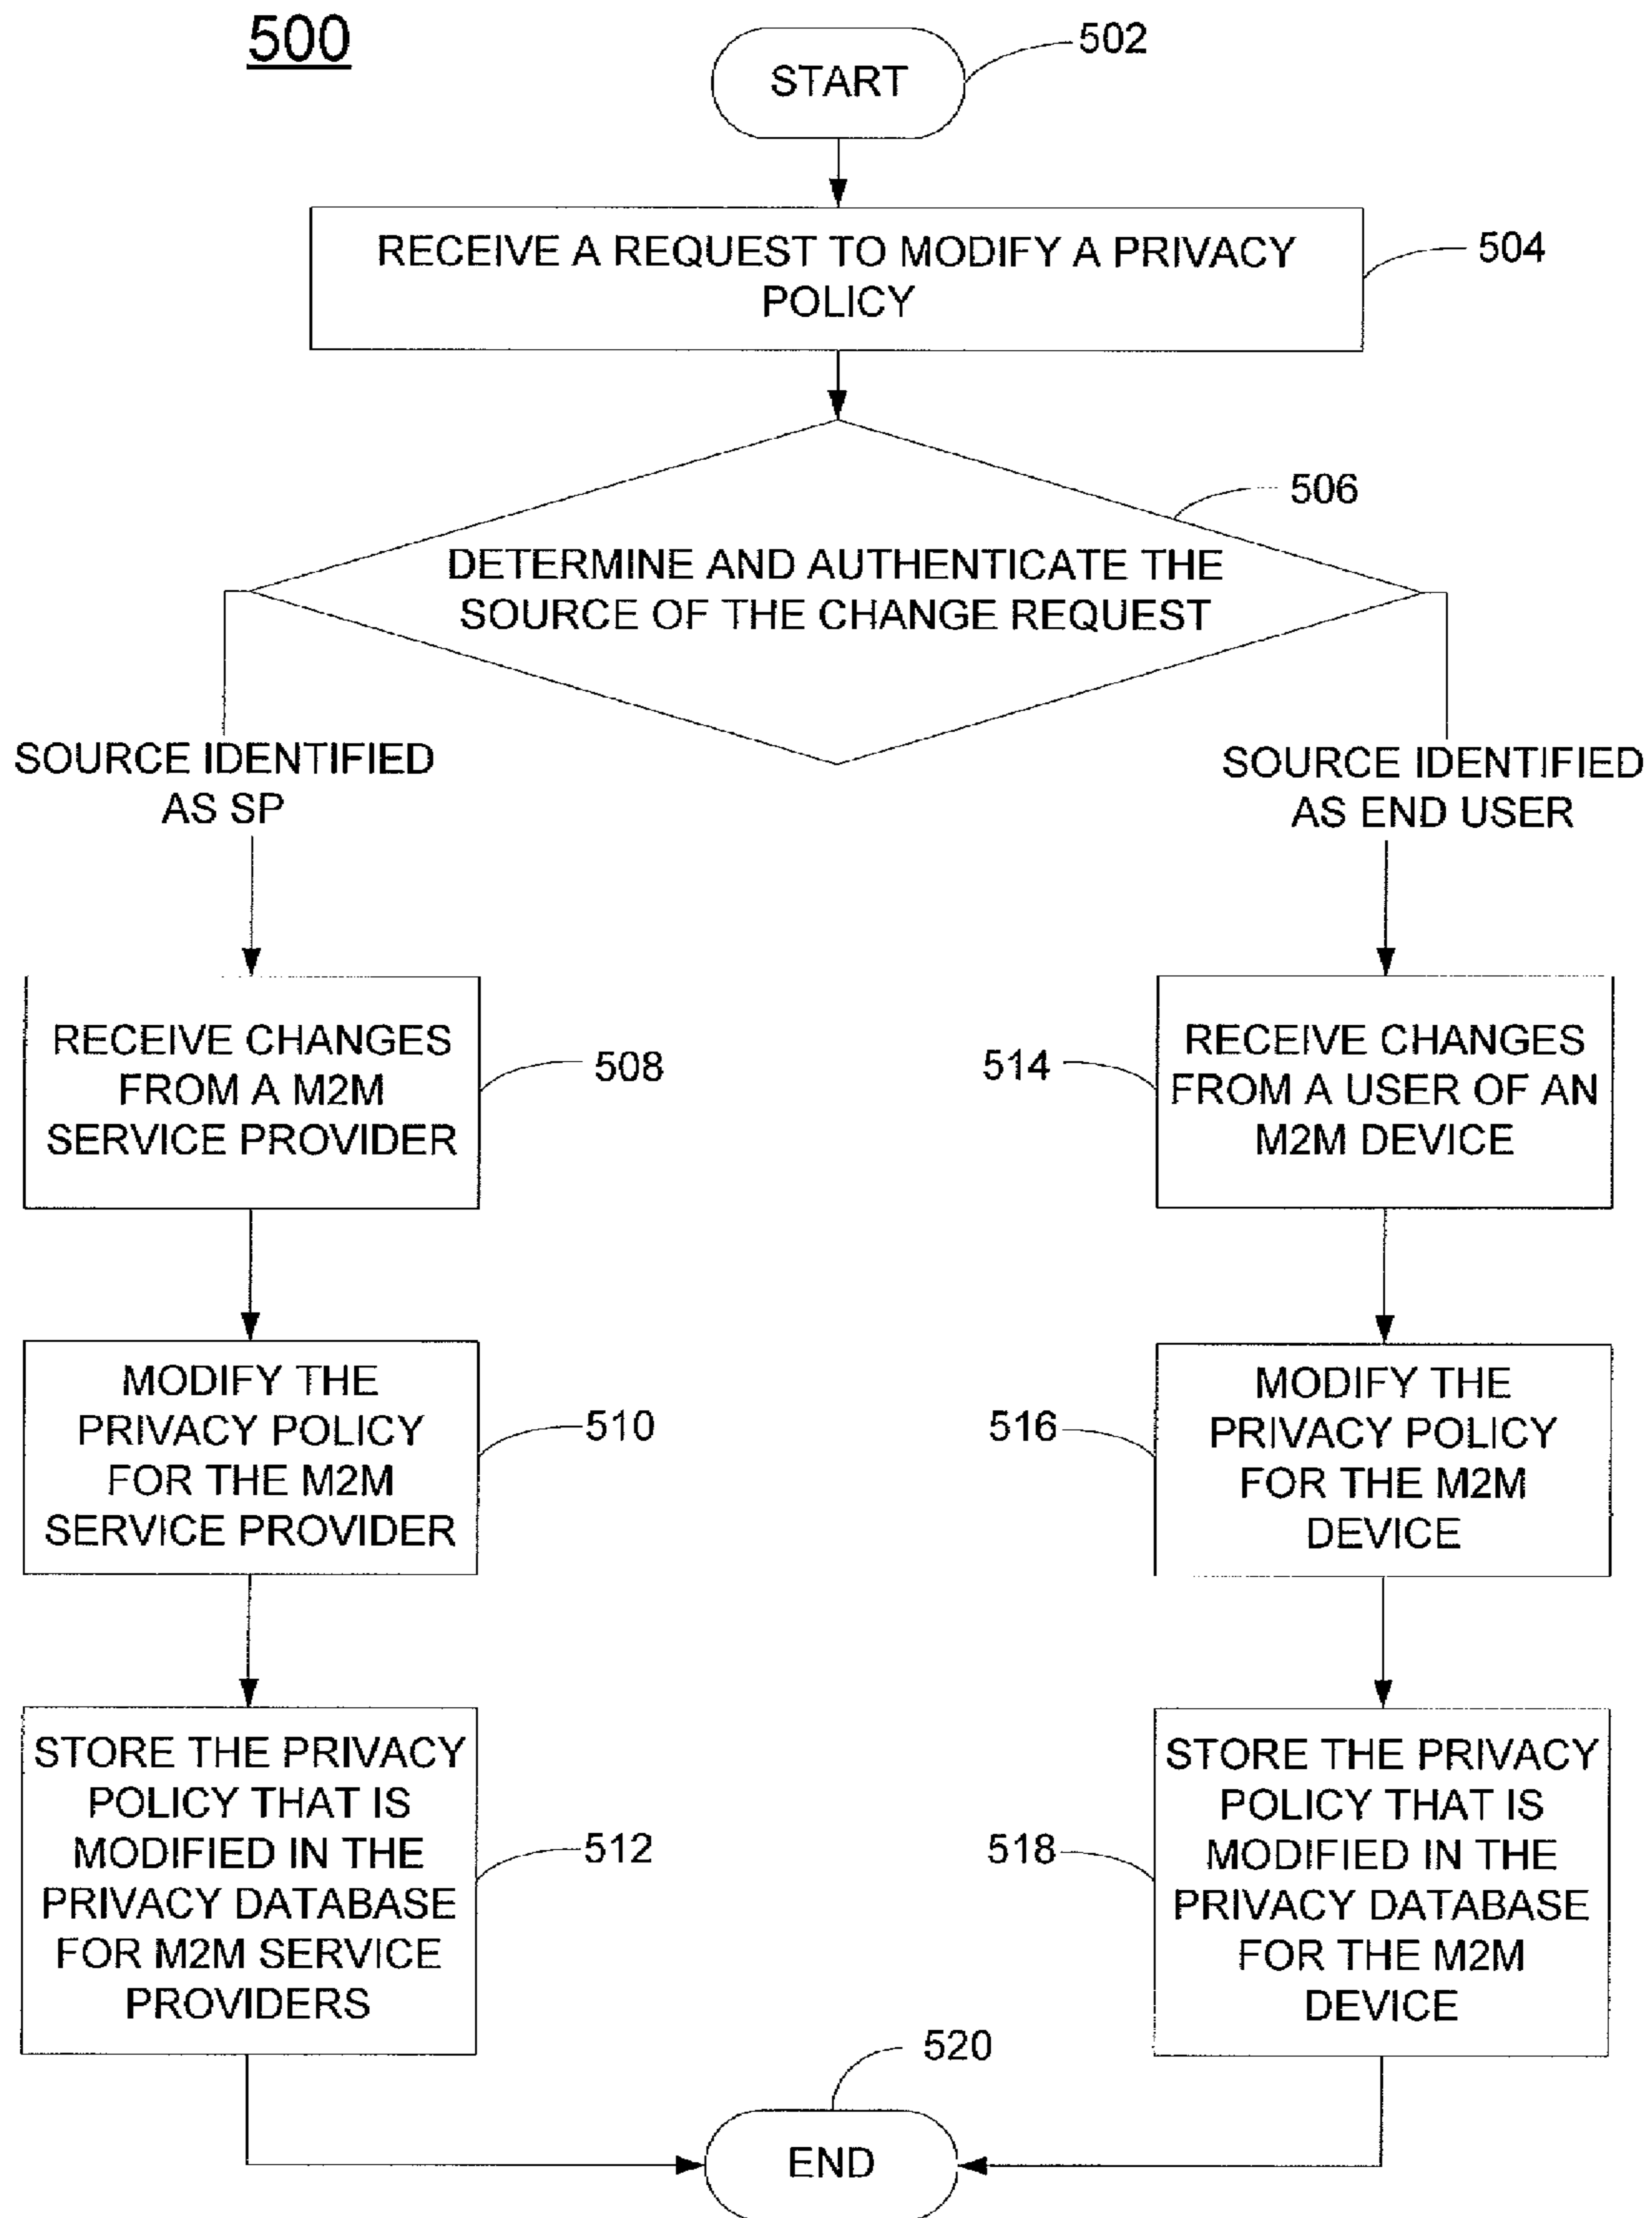 500
START
502
RECEIVE A REQUEST TO MODIFY A PRIVACY
POLICY
504
506
DETERMINE AND AUTHENTICATE THE
SOURCE OF THE CHANGE REQUEST
SOURCE IDENTIFIED
AS SP
SOURCE IDENTIFIED
AS END USER
RECEIVE CHANGES
FROM A M2M
SERVICE PROVIDER
508
514
RECEIVE CHANGES
FROM A USER OF AN
M2M DEVICE
MODIFY THE
PRIVACY POLICY
FOR THE M2M
SERVICE PROVIDER
510
516
MODIFY THE
PRIVACY POLICY
FOR THE M2M
DEVICE
STORE THE PRIVACY
POLICY THAT IS
MODIFIED IN THE
PRIVACY DATABASE
FOR M2M SERVICE
PROVIDERS
512
518
STORE THE PRIVACY
POLICY THAT IS
MODIFIED IN THE
PRIVACY DATABASE
FOR THE M2M
DEVICE
520
END